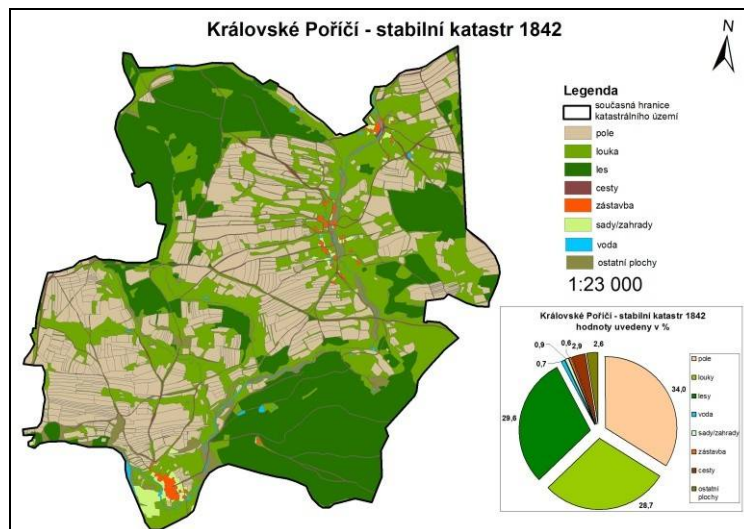 Královské Poříčí - stabilní katastr 1842
N
Legenda
současná hranice
katastrálního území
pole
louka
les
cesty
zástavba
sady/zahrady
voda
ostatní plochy
1:23 000
Královské Poříčí - stabilní katastr 1842
hodnoty uvedeny v %
0,9
0,6
2,9
2,6
0,7
34,0
29,6
28,7
pole
louky
lesy
voda
sady/zahrady
zástavba
cesty
ostatní
plochy